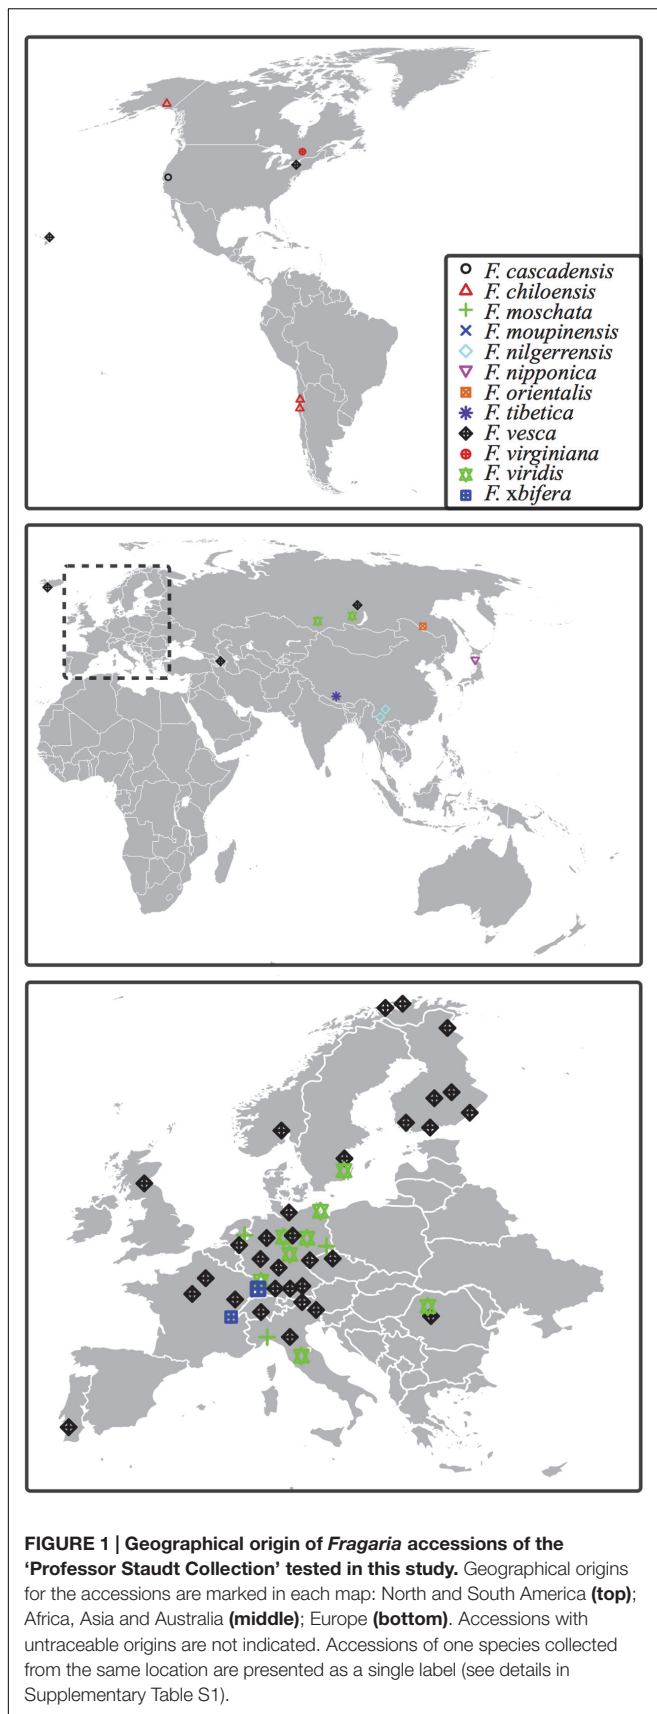 F. cascadensis
F. chiloensis
F. moschata
F. moupinensis
F. nilgerrensis
F. nipponica
F. orientalis
F. tibetica
F. vesca
F. virginiana
F. viridis
F. xbifera
FIGURE 1 | Geographical origin of Fragaria accessions of the
‘Professor Staudt Collection’ tested in this study. Geographical origins
for the accessions are marked in each map: North and South America (top);
Africa, Asia and Australia (middle); Europe (bottom). Accessions with
untraceable origins are not indicated. Accessions of one species collected
from the same location are presented as a single label (see details in
Supplementary Table S1).